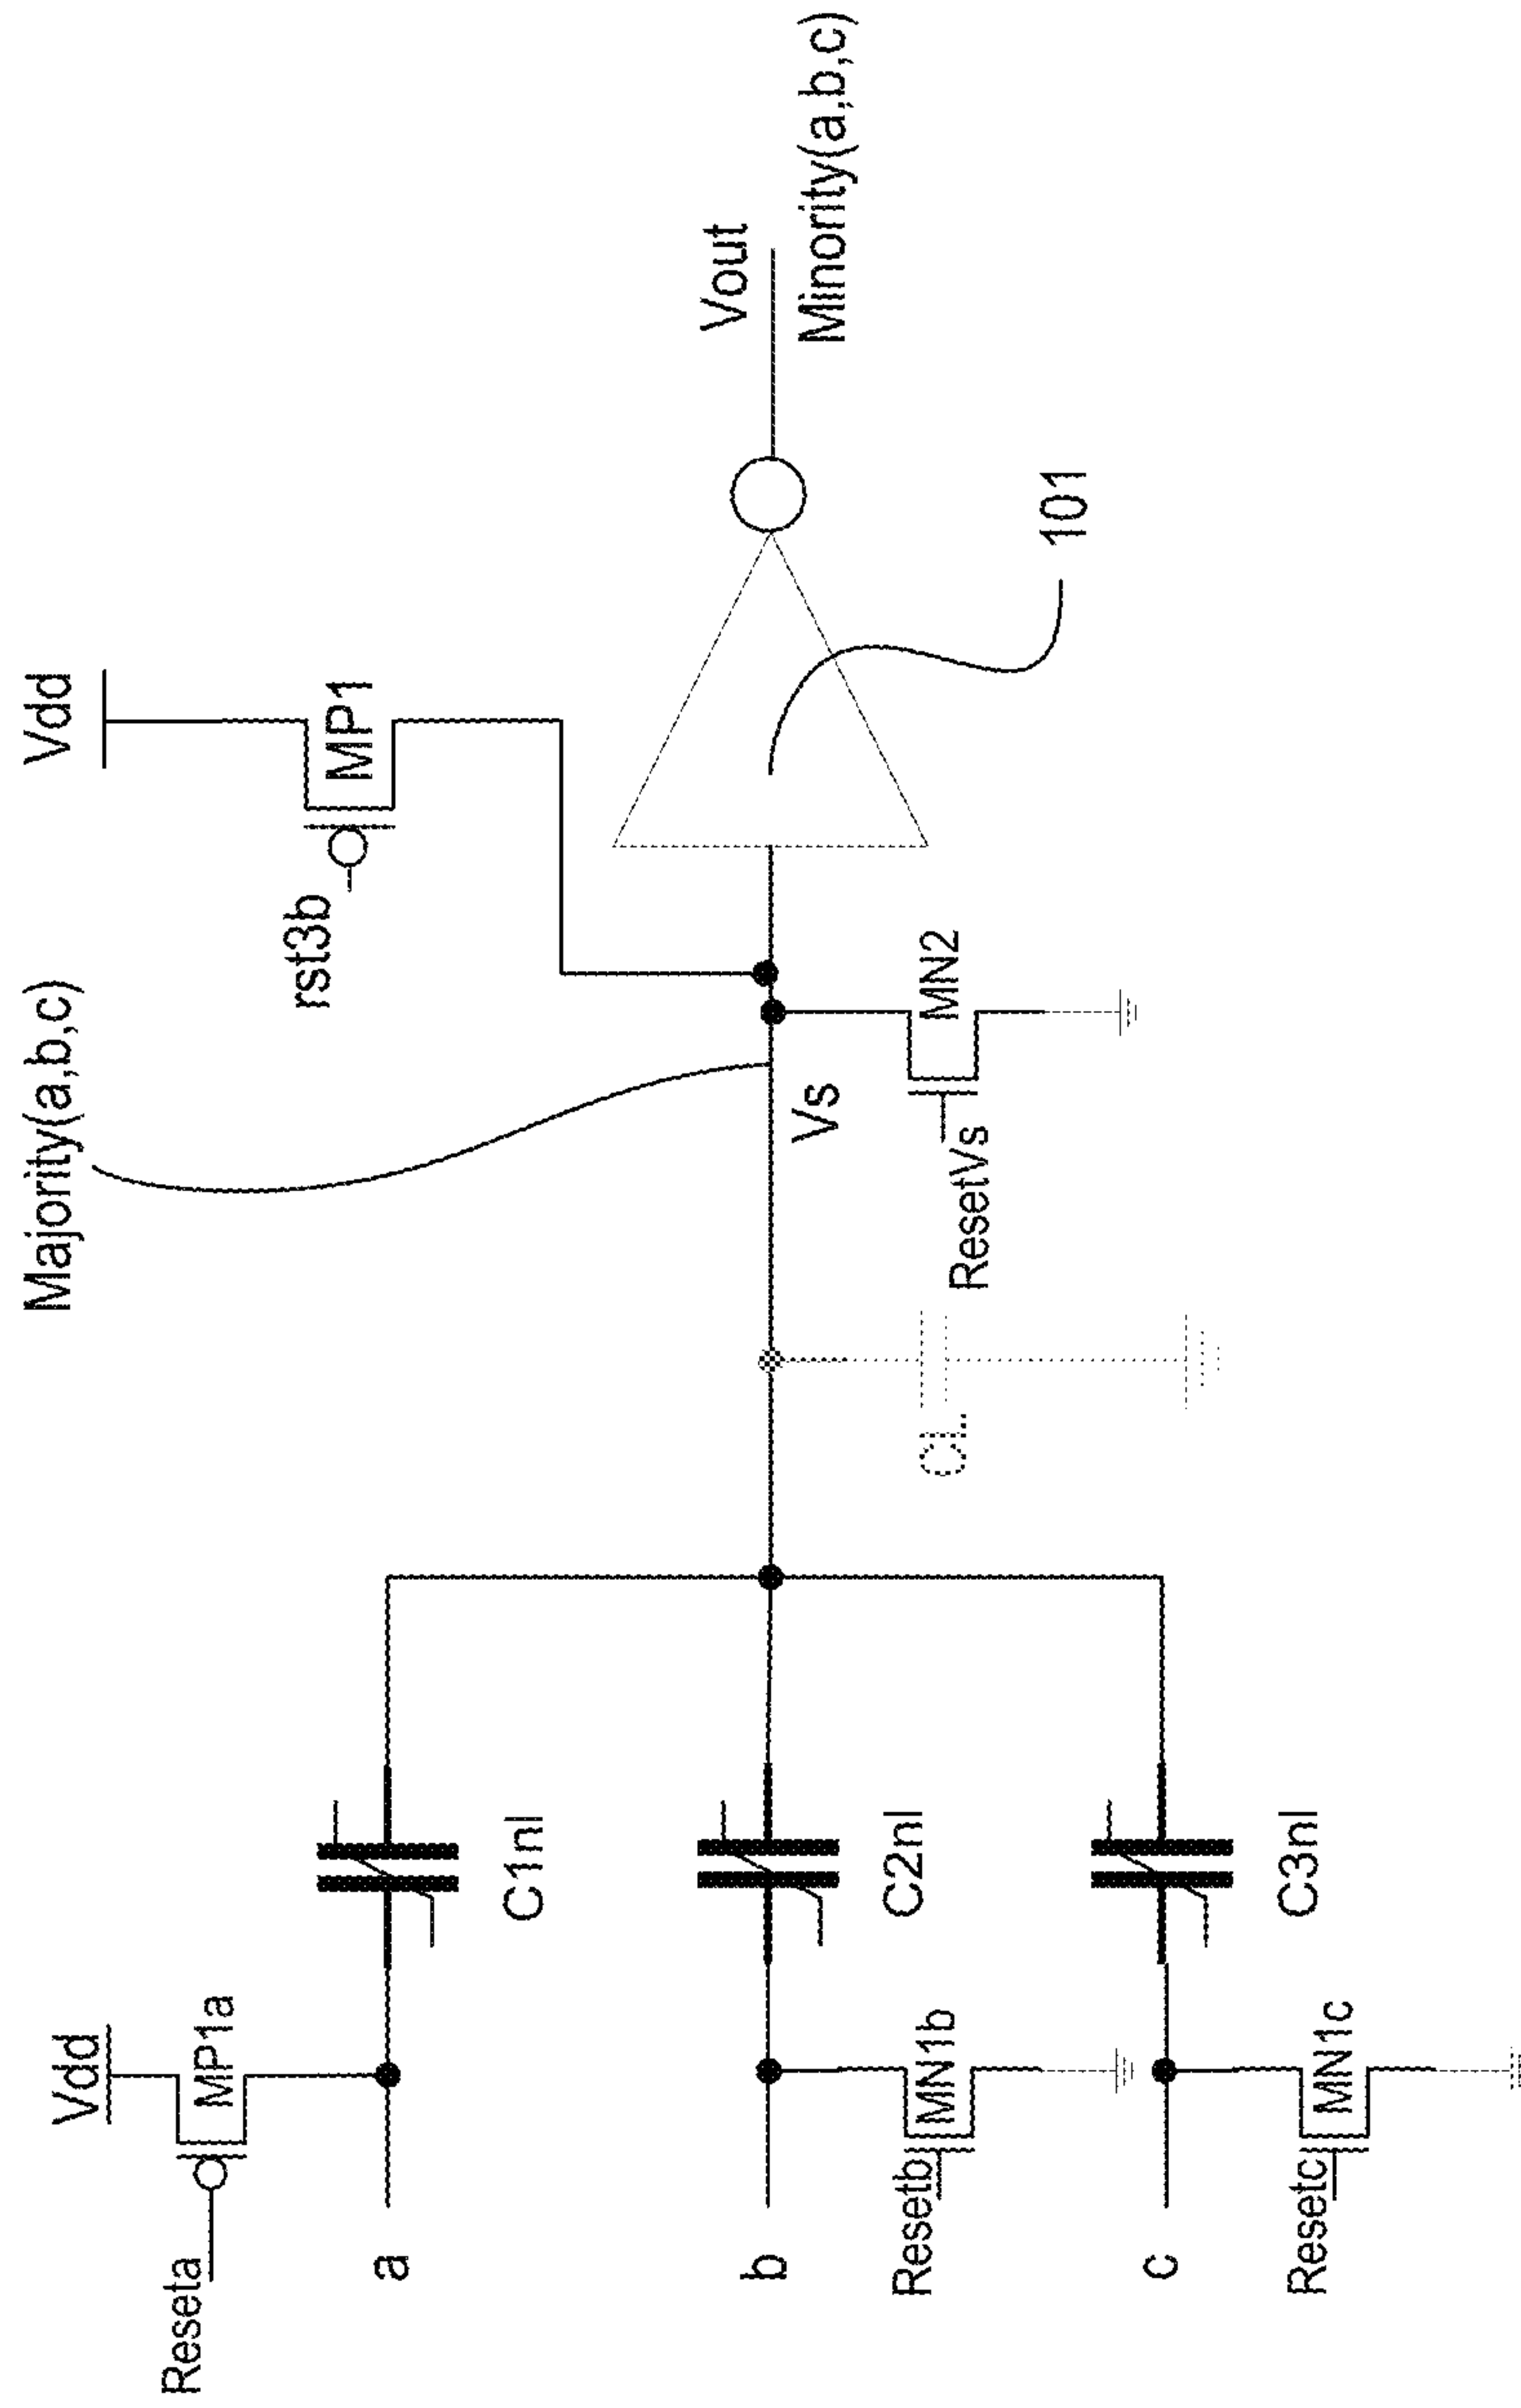 Majority(a,b,c)
Vdd
rst3b
MP1
Vdd
Reseta
MP1a
a
C1nl
b
C2nl
Resetb
MN1b
c
C3nl
Resetc
MN1c
CL
Vs
ResetVs
MN2
101
Vout
Minority(a,b,c)